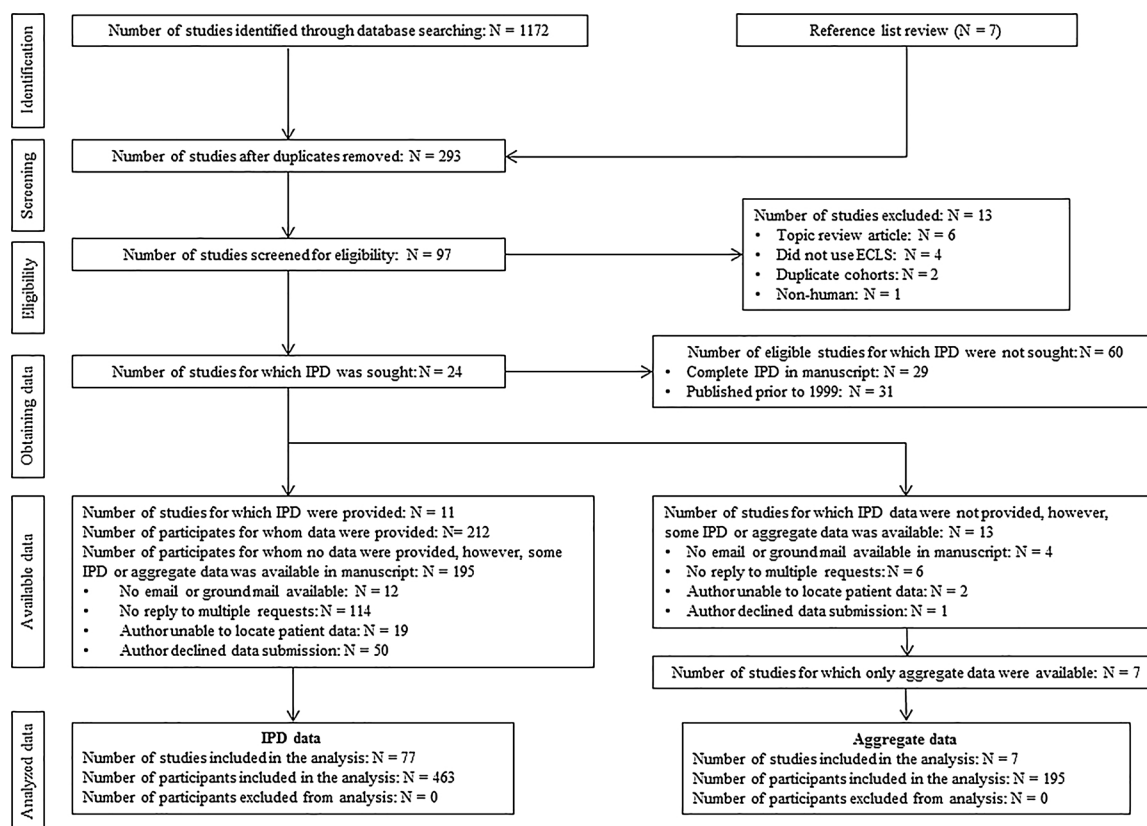 Identification
Number of studies identified through database searching: N = 1172
Reference list review (N = 7)
Screening
Number of studies after duplicates removed: N = 293
Eligibility
Number of studies screened for eligibility: N = 97
Number of studies excluded: N = 13
• Topic review article: N = 6
• Did not use ECLS: N = 4
• Duplicate cohorts: N = 2
• Non-human: N = 1
Obtaining data
Number of studies for which IPD was sought: N = 24
Number of eligible studies for which IPD were not sought: N = 60
• Complete IPD in manuscript: N = 29
• Published prior to 1999: N = 31
Available data
Number of studies for which IPD were provided: N = 11
Number of participates for whom data were provided: N= 212
Number of participates for whom no data were provided, however, some
IPD or aggregate data was available in manuscript: N = 195
• No email or ground mail available: N = 12
• No reply to multiple requests: N = 114
• Author unable to locate patient data: N = 19
• Author declined data submission: N = 50
Number of studies for which IPD data were not provided, however,
some IPD or aggregate data was available: N = 13
• No email or ground mail available in manuscript: N = 4
• No reply to multiple requests: N = 6
• Author unable to locate patient data: N = 2
• Author declined data submission: N = 1
Number of studies for which only aggregate data were available: N = 7
Analyzed data
IPD data
Number of studies included in the analysis: N = 77
Number of participants included in the analysis: N = 463
Number of participants excluded from analysis: N = 0
Aggregate data
Number of studies included in the analysis: N = 7
Number of participants included in the analysis: N = 195
Number of participants excluded from analysis: N = 0